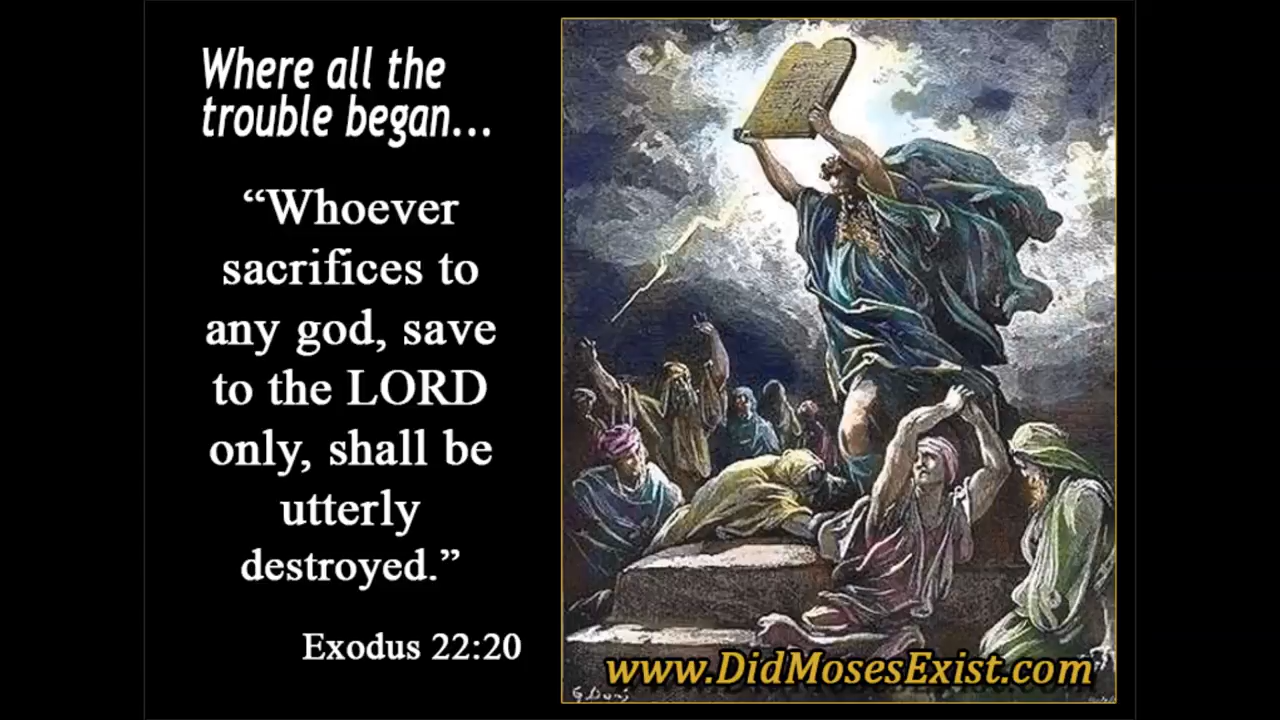 Where all the
trouble began...
“Whoever
sacrifices to
any god, save
to the LORD
only, shall be
utterly
destroyed.”
Exodus 22:20
www.DidMosesExist.com